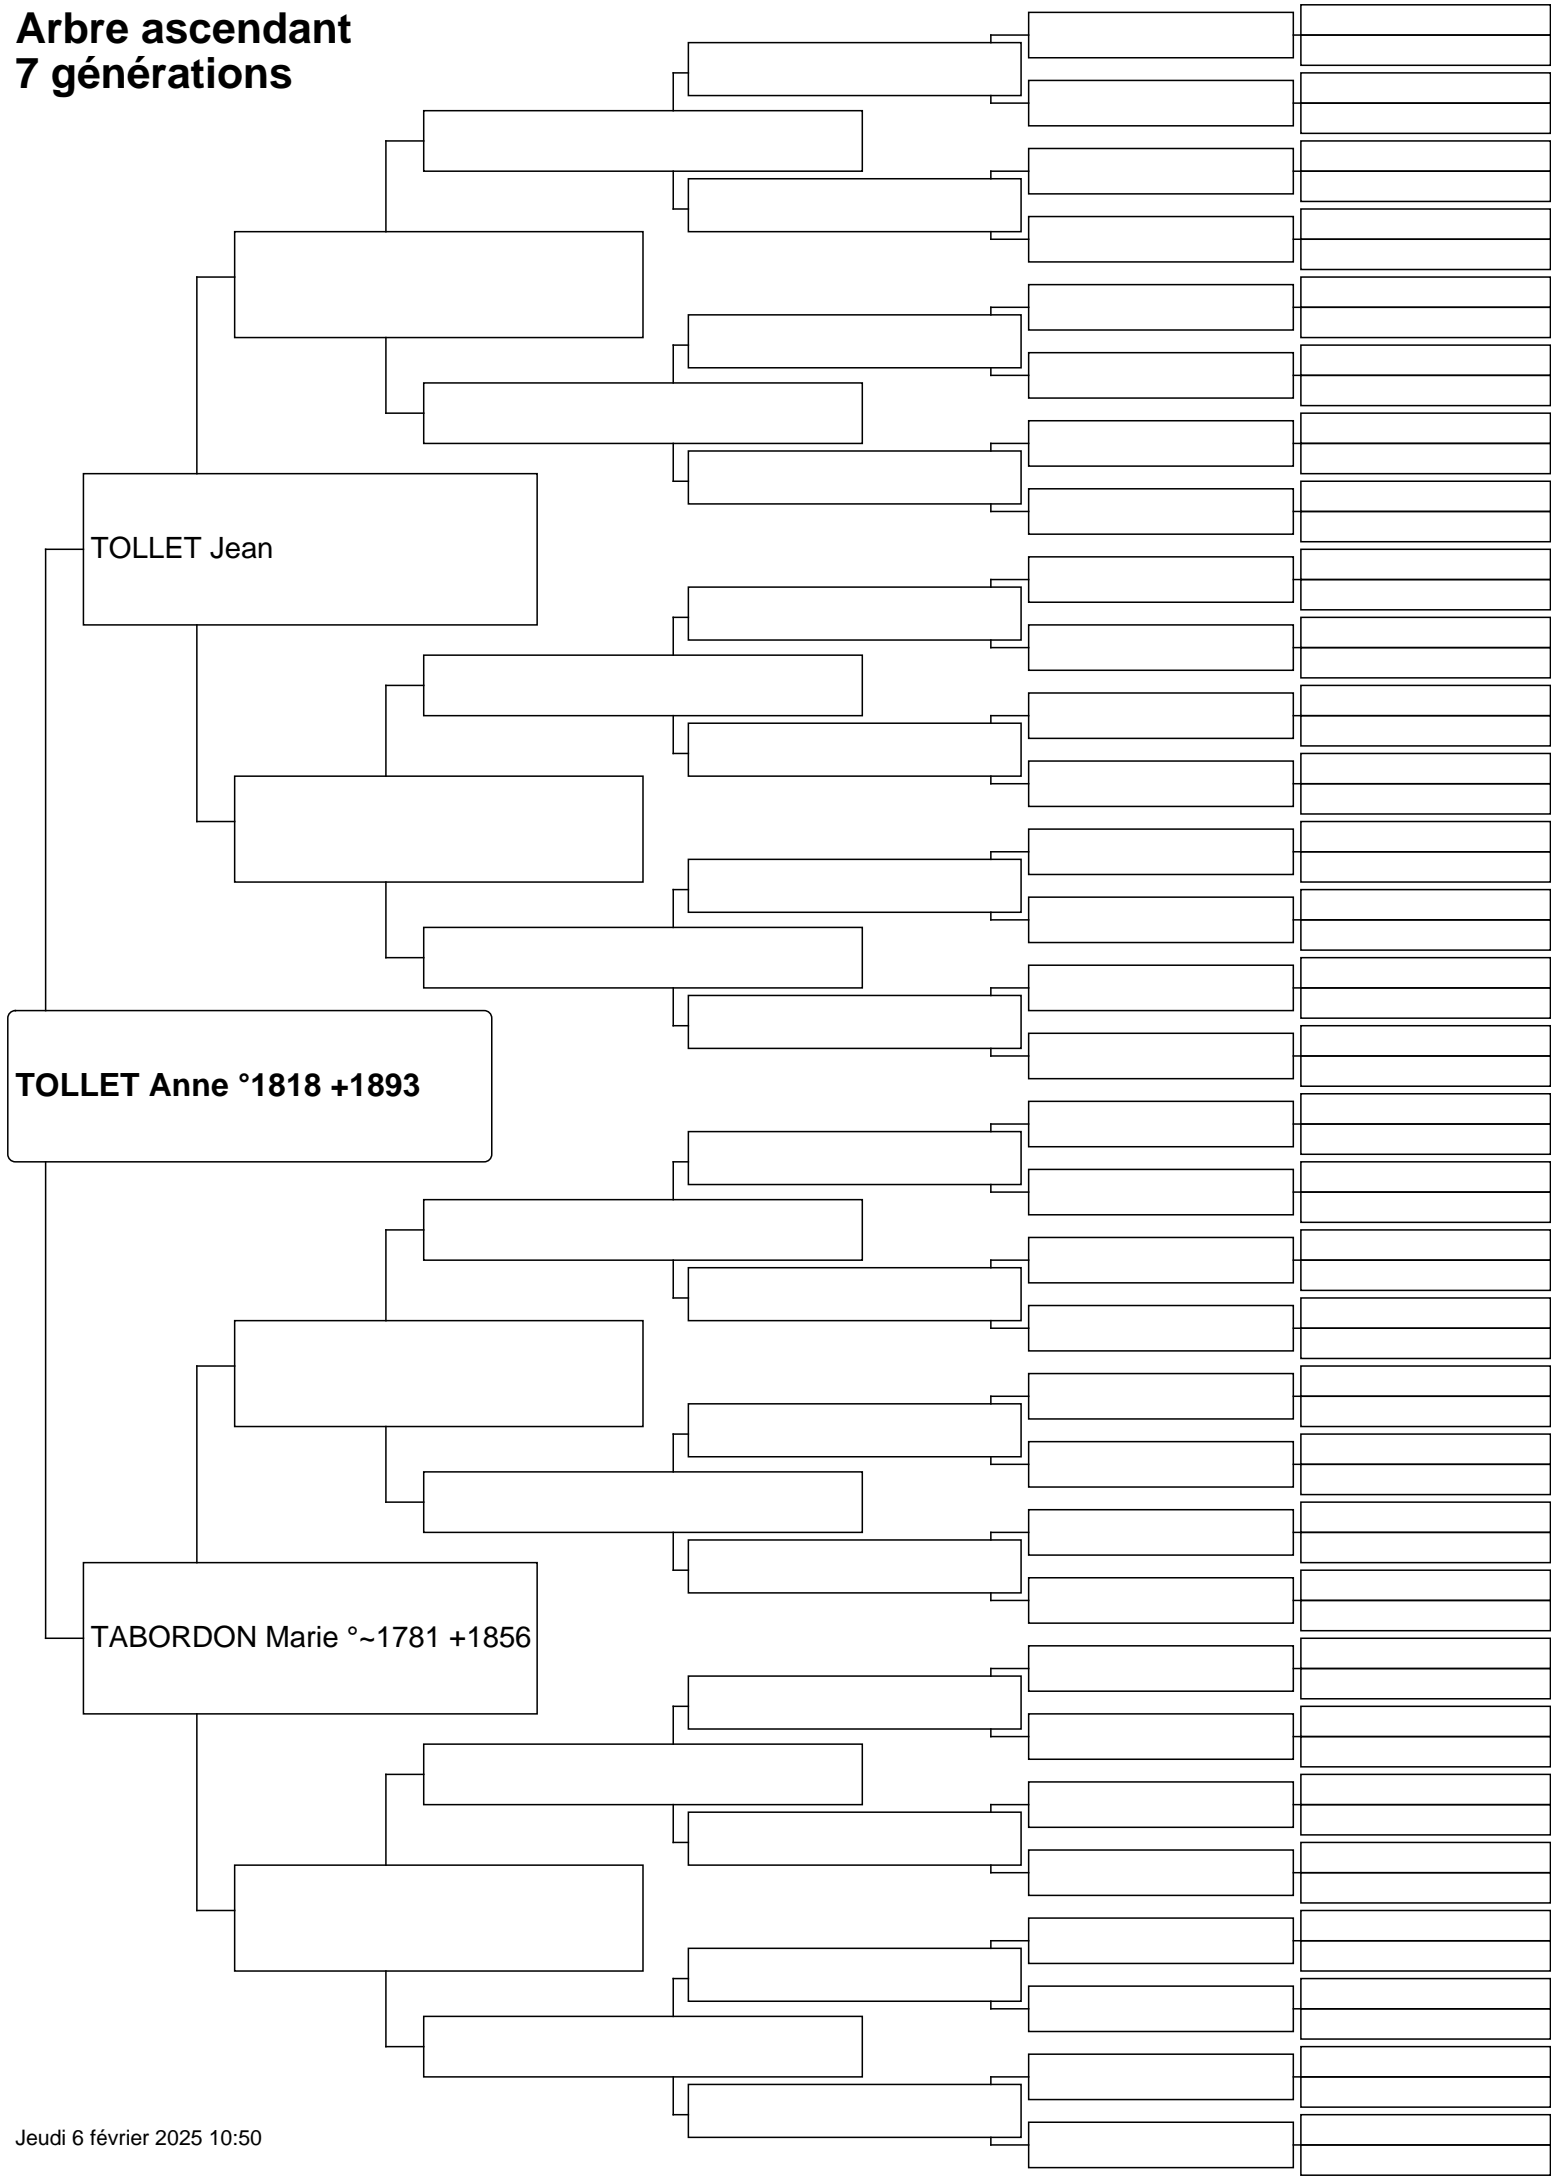 Arbre ascendant
7 générations
TOLLET Jean
TOLLET Anne °1818 +1893
TABORDON Marie °~1781 +1856
Jeudi 6 février 2025 10:50